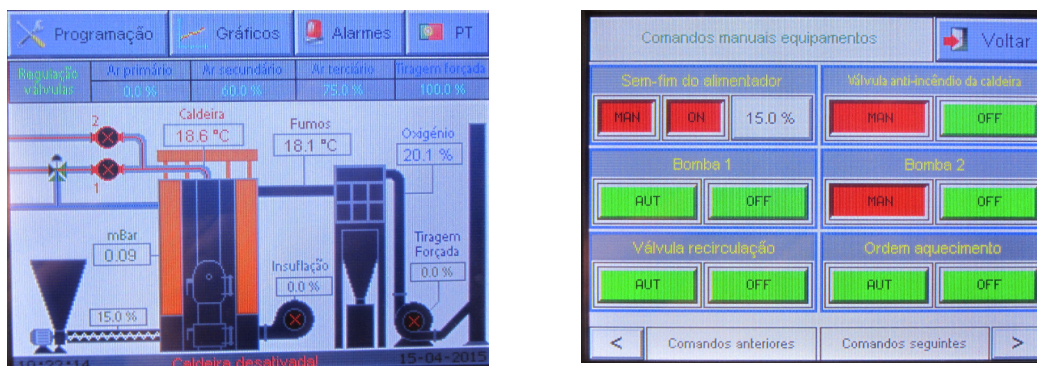 Programação
Gráficos
Alarmes
PT
Regulação
válvulas
Ar primário
0,0 %
Ar secundário
60.0 %
Ar terciário
75.0 %
Tiragem forçada
100.0 %
2
1
Caldeira
18.6 °C
Fumos
18.1 °C
Oxigénio
20.1 %
mBar
0.09
Insuflação
0.0 %
Tiragem
Forçada
0.0 %
15.0 %
Caldeira desativada!
15-04-2015
Comandos manuais equipamentos
Voltar
Sem-fim do alimentador
MAN
ON
15.0 %
Válvula anti-incêndio da caldeira
MAN
OFF
Bomba 1
AUT
OFF
Bomba 2
MAN
OFF
Válvula recirculação
AUT
OFF
Ordem aquecimento
AUT
OFF
<
Comandos anteriores
Comandos seguintes
>